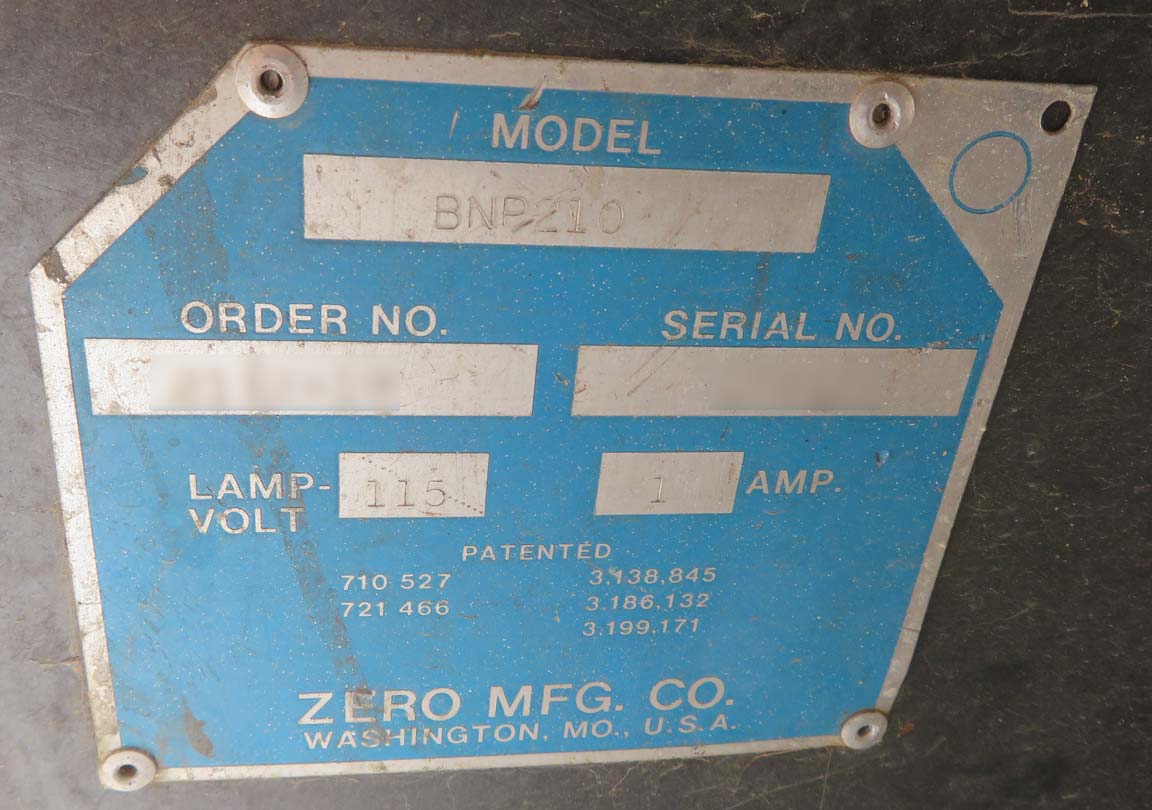 MODEL
BNP210
ORDER NO. SERIAL NO.
LAMP- 115 1 AMP.
VOLT
PATENTED
710 527 3,138,845
721 466 3,186,132
3,199,171
ZERO MFG. CO.
WASHINGTON, MO., U.S.A.